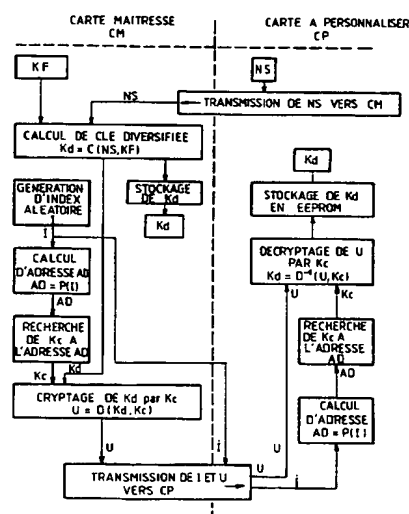 CARTE MAITRESSE
CM
CARTE A PERSONNALISER
CP
KF
NS
NS
TRANSMISSION DE NS VERS CM
CALCUL DE CLE DIVERSIFIEE
Kd = C(NS,KF)
STOCKAGE
DE Kd
Kd
GENERATION
D'INDEX
ALEATOIRE
I
CALCUL
D'ADRESSE AD
AD = P(I)
AD
RECHERCHE
DE Kc A
L'ADRESSE AD
Kc
Kd
CRYPTAGE DE Kd par Kc
U = D(Kd,Kc)
U
I
TRANSMISSION DE I ET U
VERS CP
Kd
STOCKAGE DE Kd
EN EEPROM
DECRYPTAGE DE U
PAR Kc
Kd = D⁻¹(U,Kc)
U
Kc
RECHERCHE
DE Kc A
L'ADRESSE
AD
AD
CALCUL
D'ADRESSE
AD = P(I)
U
U
i